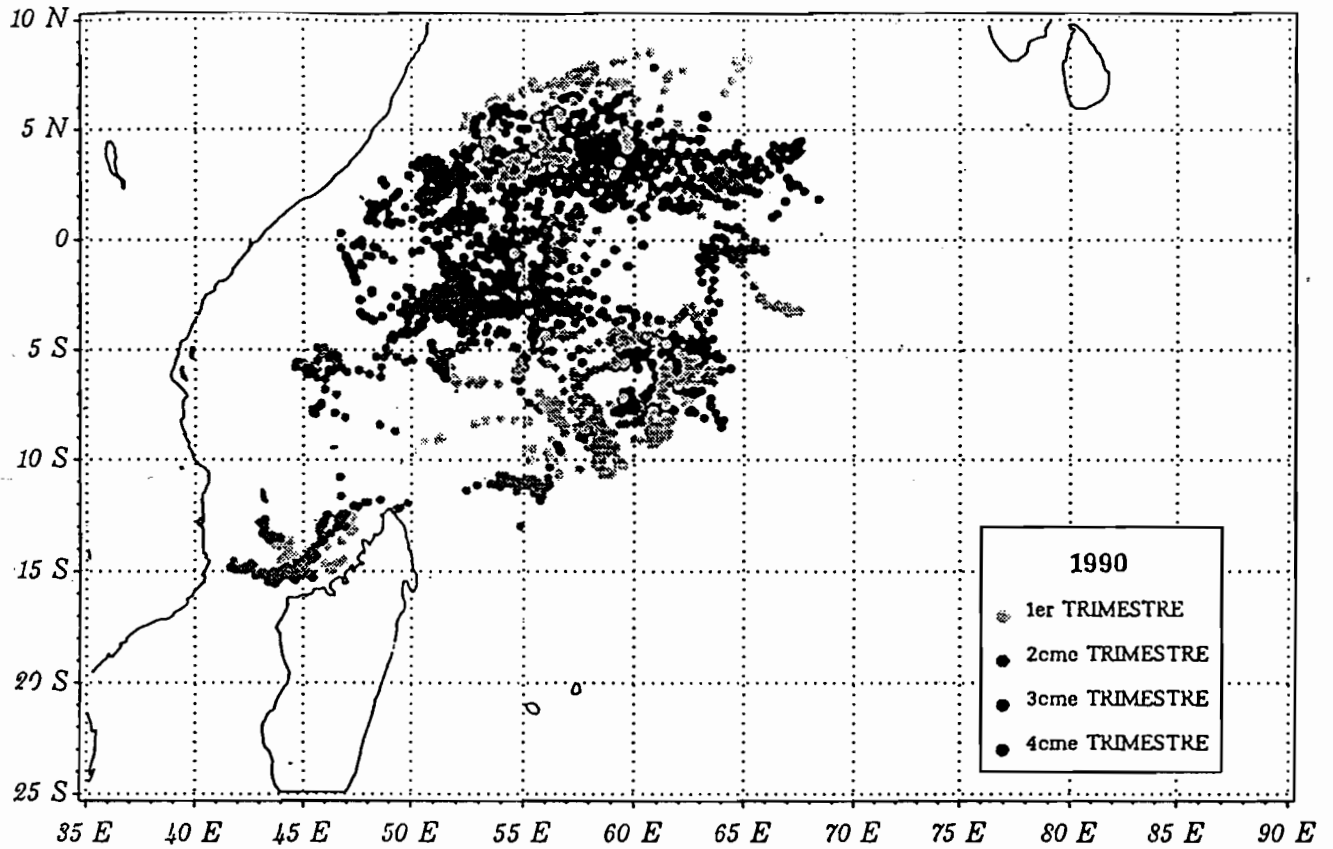 10 N
5 N
0
5 S
10 S
15 S
20 S
25 S
35 E 40 E 45 E 50 E 55 E 60 E 65 E 70 E 75 E 80 E 85 E 90 E
1990
1er TRIMESTRE
2cme TRIMESTRE
3cme TRIMESTRE
4cme TRIMESTRE